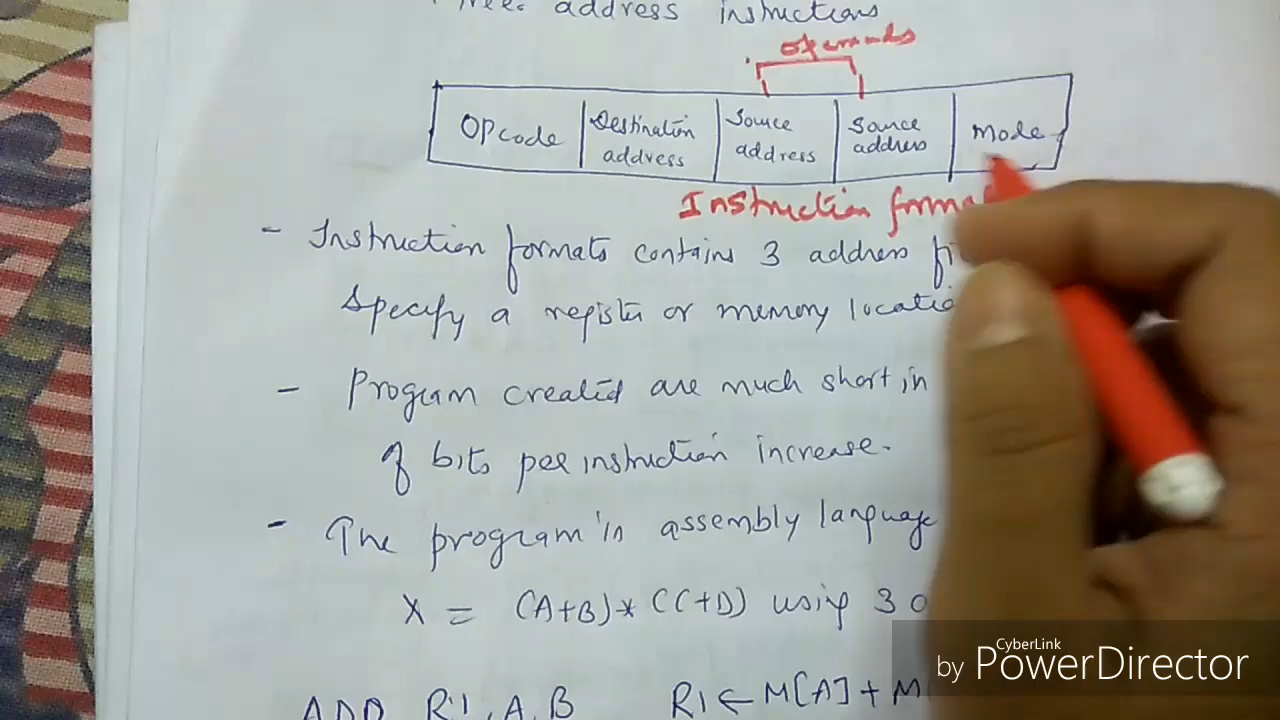 address instructions
operands
Opcode Destination address Source address Source address Mode
Instruction
- Instruction formats contains 3 address
Specify a register or memory
- Program created are much short, in
of bits per instruction increase.
- The program in assembly language
X = (A+B)* (C+D) using 3
ADD R1, A, B R1 ← M[A] + M
CyberLink
by PowerDirector